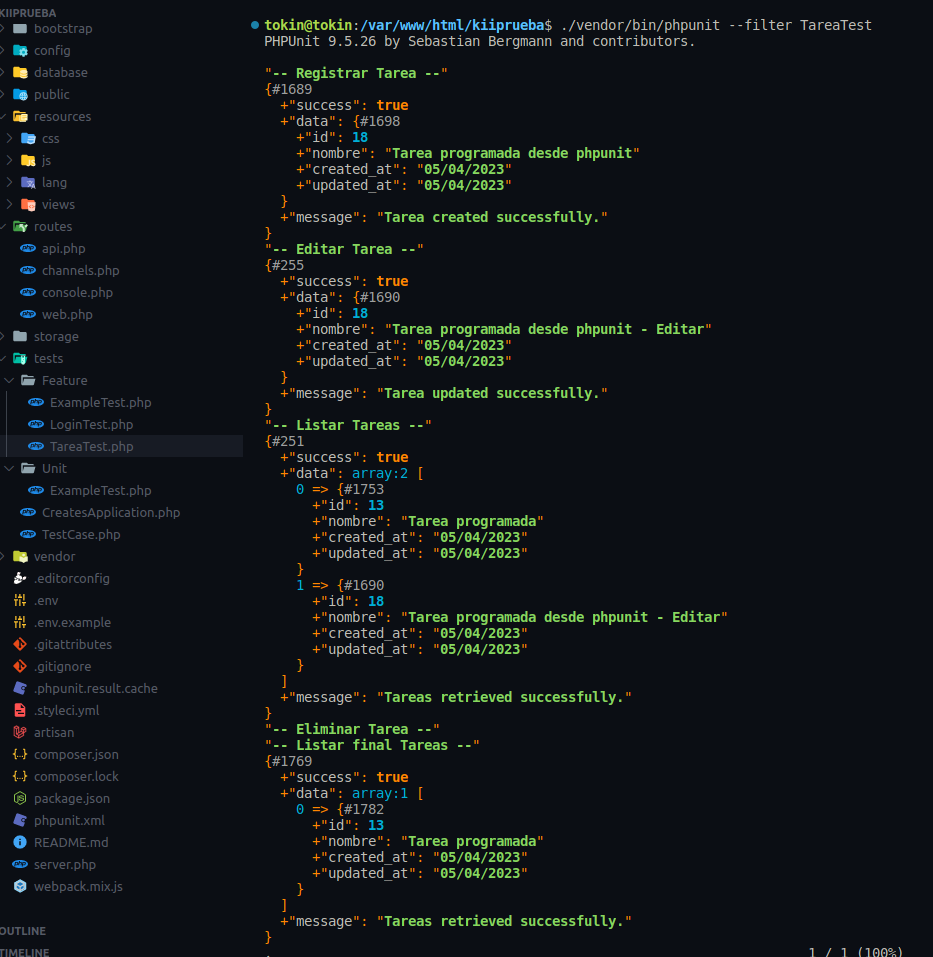 KIIPRUEBA
bootstrap
config
database
public
resources
css
js
lang
views
routes
api.php
channels.php
console.php
web.php
storage
tests
Feature
ExampleTest.php
LoginTest.php
TareaTest.php
Unit
ExampleTest.php
CreatesApplication.php
TestCase.php
vendor
.editorconfig
.env
.env.example
.gitattributes
.gitignore
.phpunit.result.cache
.styleci.yml
artisan
composer.json
composer.lock
package.json
phpunit.xml
README.md
server.php
webpack.mix.js
OUTLINE
TIMELINE
tokin@tokin:/var/www/html/kiiprueba$ ./vendor/bin/phpunit --filter TareaTest
PHPUnit 9.5.26 by Sebastian Bergmann and contributors.
"-- Registrar Tarea --"
{#1689
+"success": true
+"data": {#1698
+"id": 18
+"nombre": "Tarea programada desde phpunit"
+"created_at": "05/04/2023"
+"updated_at": "05/04/2023"
}
+"message": "Tarea created successfully."
}
"-- Editar Tarea --"
{#255
+"success": true
+"data": {#1690
+"id": 18
+"nombre": "Tarea programada desde phpunit - Editar"
+"created_at": "05/04/2023"
+"updated_at": "05/04/2023"
}
+"message": "Tarea updated successfully."
}
"-- Listar Tareas --"
{#251
+"success": true
+"data": array:2 [
0 => {#1753
+"id": 13
+"nombre": "Tarea programada"
+"created_at": "05/04/2023"
+"updated_at": "05/04/2023"
}
1 => {#1690
+"id": 18
+"nombre": "Tarea programada desde phpunit - Editar"
+"created_at": "05/04/2023"
+"updated_at": "05/04/2023"
}
]
+"message": "Tareas retrieved successfully."
}
"-- Eliminar Tarea --"
"-- Listar final Tareas --"
{#1769
+"success": true
+"data": array:1 [
0 => {#1782
+"id": 13
+"nombre": "Tarea programada"
+"created_at": "05/04/2023"
+"updated_at": "05/04/2023"
}
]
+"message": "Tareas retrieved successfully."
}
. 1 / 1 (100%)